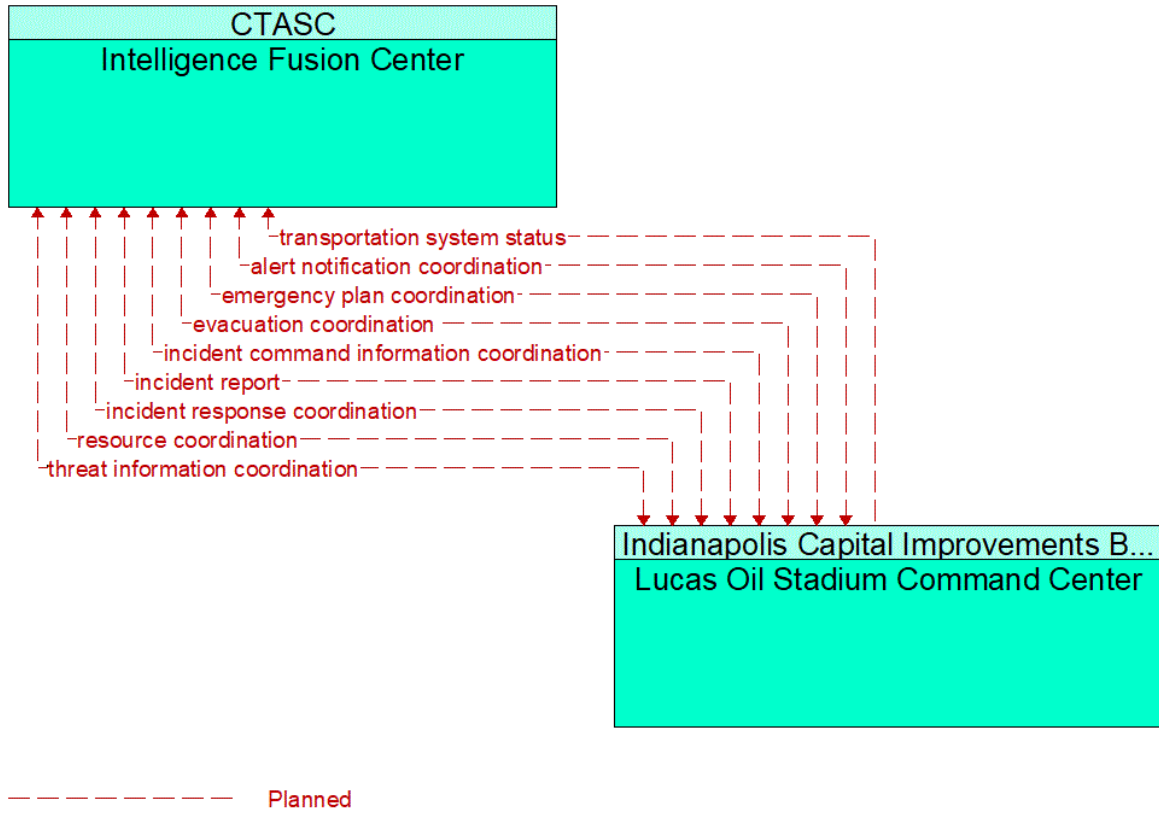 CTASC
Intelligence Fusion Center
transportation system status
alert notification coordination
emergency plan coordination
evacuation coordination
incident command information coordination
incident report
incident response coordination
resource coordination
threat information coordination
Indianapolis Capital Improvements B...
Lucas Oil Stadium Command Center
Planned